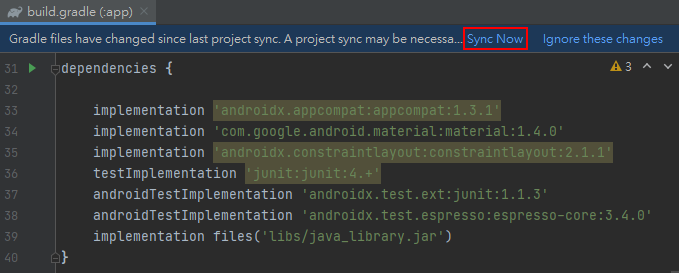 build.gradle (:app)
Gradle files have changed since last project sync. A project sync may be necessa... Sync Now Ignore these changes
31 dependencies { 3
32
33 implementation 'androidx.appcompat:appcompat:1.3.1'
34 implementation 'com.google.android.material:material:1.4.0'
35 implementation 'androidx.constraintlayout:constraintlayout:2.1.1'
36 testImplementation 'junit:junit:4.+'
37 androidTestImplementation 'androidx.test.ext:junit:1.1.3'
38 androidTestImplementation 'androidx.test.espresso:espresso-core:3.4.0'
39 implementation files('libs/java_library.jar')
40 }